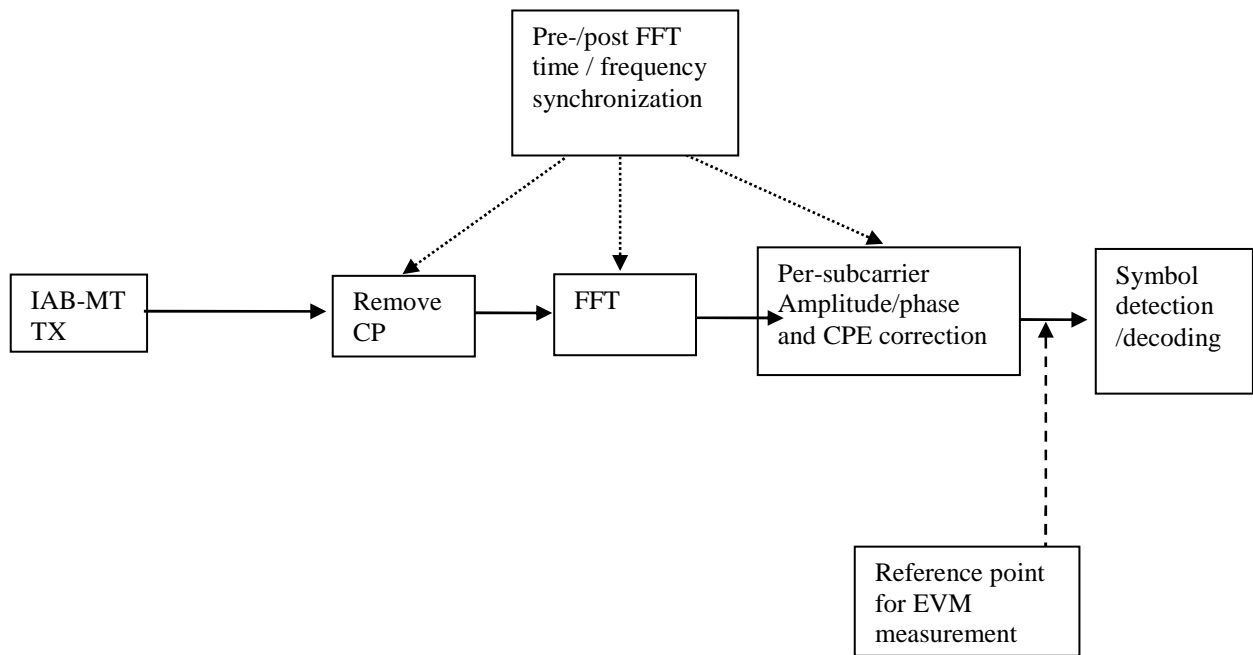 Pre-/post FFT
time / frequency
synchronization
IAB-MT
TX
Remove
CP
FFT
Per-subcarrier
Amplitude/phase
and CPE correction
Symbol
detection
/decoding
Reference point
for EVM
measurement